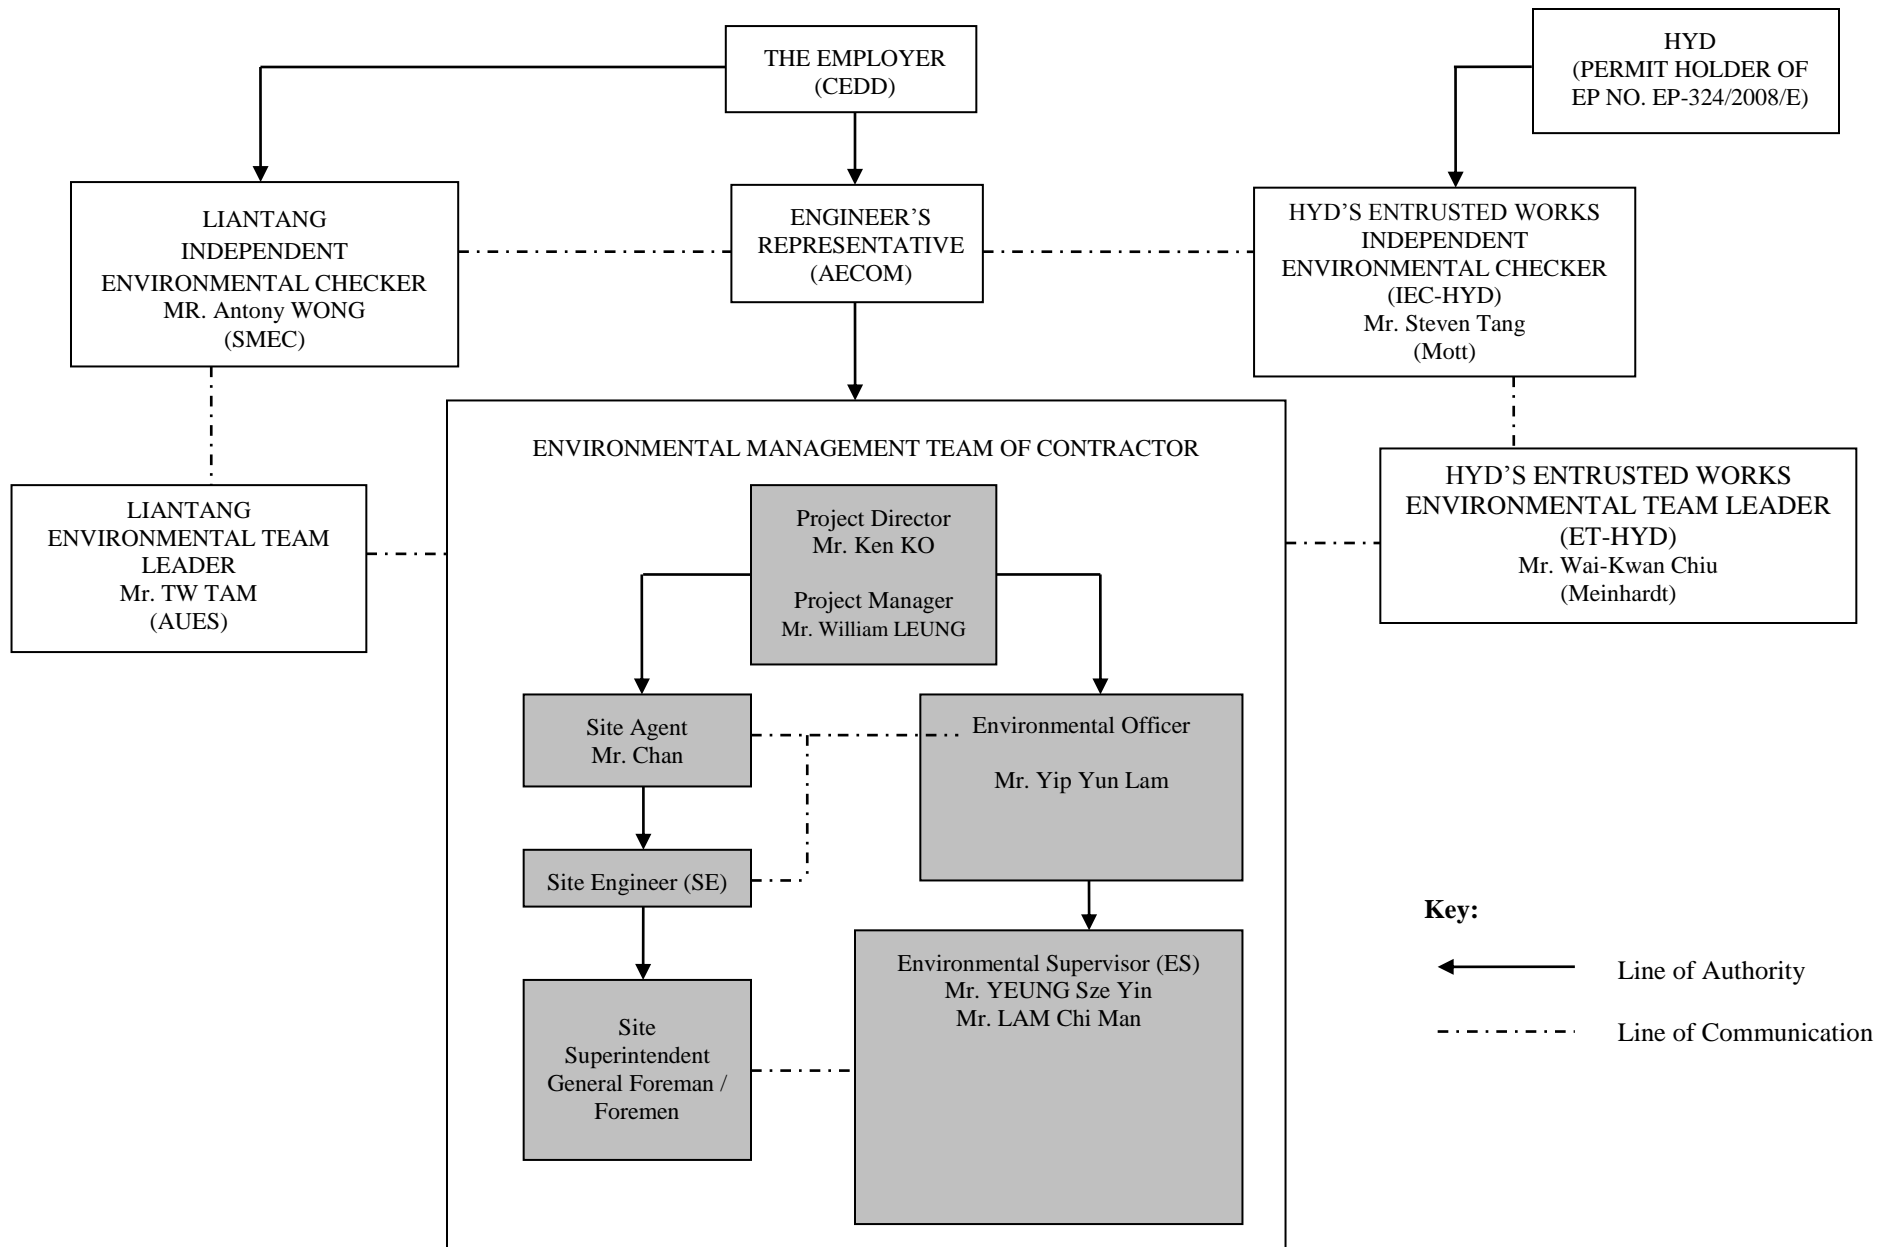 THE EMPLOYER
(CEDD)
HYD
(PERMIT HOLDER OF
EP NO. EP-324/2008/E)
LIANTANG
INDEPENDENT
ENVIRONMENTAL CHECKER
MR. Antony WONG
(SMEC)
ENGINEER’S
REPRESENTATIVE
(AECOM)
HYD’S ENTRUSTED WORKS
INDEPENDENT
ENVIRONMENTAL CHECKER
(IEC-HYD)
Mr. Steven Tang
(Mott)
LIANTANG
ENVIRONMENTAL TEAM
LEADER
Mr. TW TAM
(AUES)
ENVIRONMENTAL MANAGEMENT TEAM OF CONTRACTOR
HYD’S ENTRUSTED WORKS
ENVIRONMENTAL TEAM LEADER
(ET-HYD)
Mr. Wai-Kwan Chiu
(Meinhardt)
Project Director
Mr. Ken KO
Project Manager
Mr. William LEUNG
Site Agent
Mr. Chan
Environmental Officer
Mr. Yip Yun Lam
Site Engineer (SE)
Environmental Supervisor (ES)
Mr. YEUNG Sze Yin
Mr. LAM Chi Man
Site
Superintendent
General Foreman /
Foremen
Key:
Line of Authority
Line of Communication